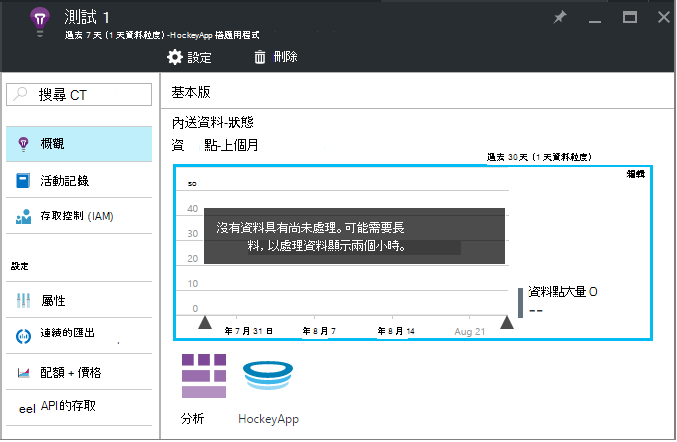 測試 1
過去 7 天 (1 天資料粒度) -HockeyApp 搭應用程式
設定
刪除
搜尋 CT
概觀
活動記錄
存取控制 (IAM)
設定
屬性
連續的匯出
配額 + 價格
eel API的存取
基本版
內送資料-狀態
資 點-上個月
過去 30天 (1 天資料粒度)
編輯
so
40
30
20
10
0
沒有資料具有尚未處理。可能需要長
料，以處理資料顯示兩個小時。
年 7 月 31 日
年 8 月 7
年 8 月 14
Aug 21
資料點大量 O
--
分析
HockeyApp